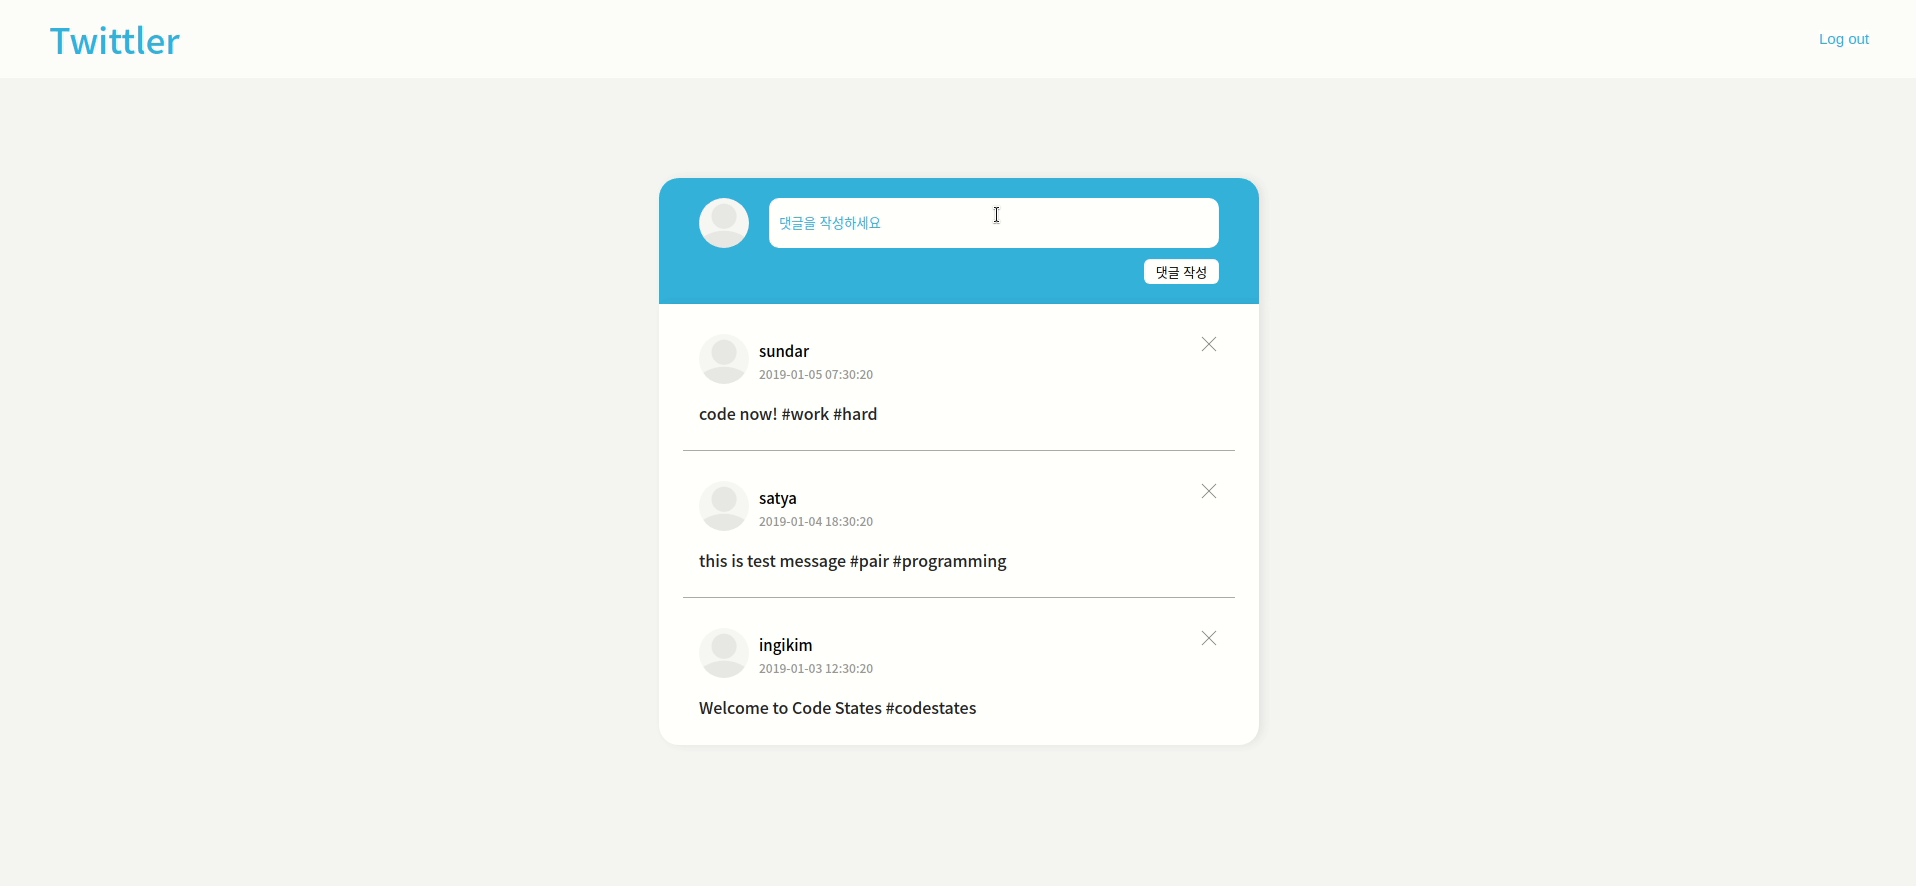 Twittler
Log out
댓글을 작성하세요
댓글 작성
sundar
2019-01-05 07:30:20
code now! #work #hard
satya
2019-01-04 18:30:20
this is test message #pair #programming
ingikim
2019-01-03 12:30:20
Welcome to Code States #codestates